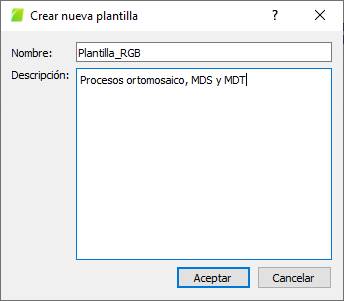 Crear nueva plantilla
?
Nombre: Plantilla_RGB
Descripción: Procesos ortomosaico, MDS y MDT
Aceptar Cancelar